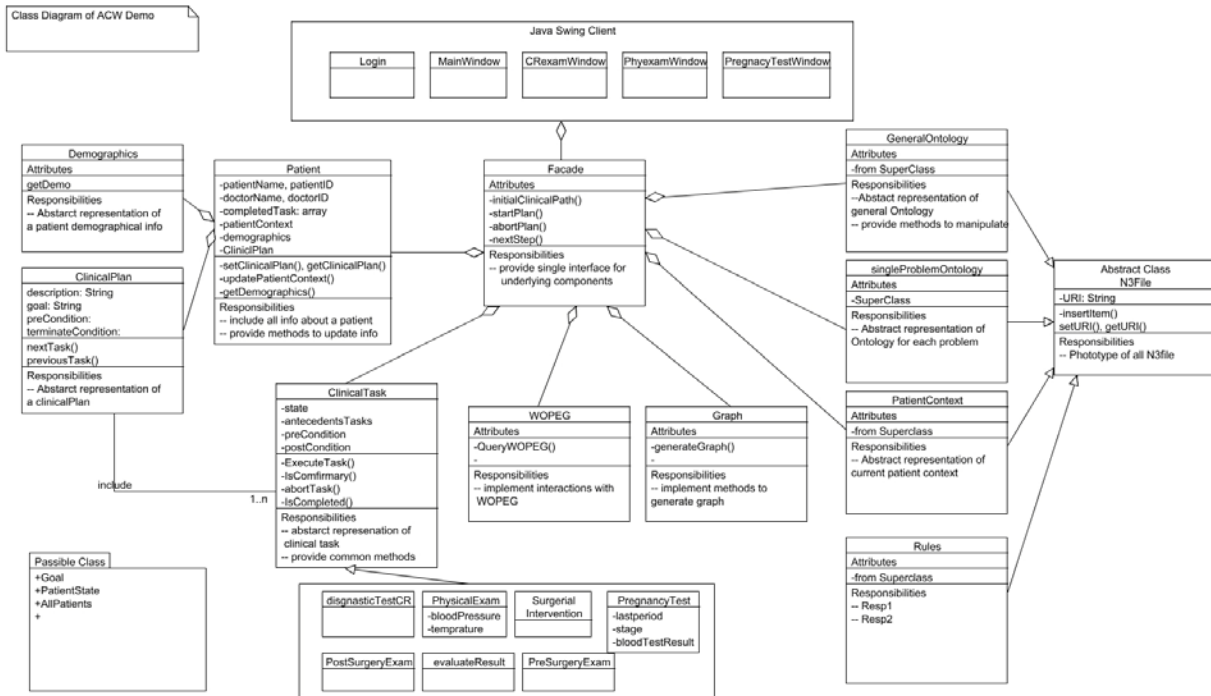 Class Diagram of ACW Demo
Java Swing Client
Login
MainWindow
CRexamWindow
PhyexamWindow
PregnacyTestWindow
Demographics
Attributes
getDemo
Responsibilities
-- Abstarct representation of
a patient demographical info
Patient
-patientName, patientID
-doctorName, doctorID
-completedTask: array
-patientContext
-demographics
-CliniclPlan
-setClinicalPlan(), getClinicalPlan()
-updatePatientContext()
-getDemographics()
Responsibilities
-- include all info about a patient
-- provide methods to update info
Facade
Attributes
-initialClinicalPath()
-startPlan()
-abortPlan()
-nextStep()
Responsibilities
-- provide single interface for
underlying components
GeneralOntology
Attributes
-from SuperClass
Responsibilities
--Abstact representation of
general Ontology
-- provide methods to manipulate
ClinicalPlan
description: String
goal: String
preCondition:
terminateCondition:
nextTask()
previousTask()
Responsibilities
-- Abstarct representation of
a clinicalPlan
singleProblemOntology
Attributes
-SuperClass
Responsibilities
-- Abstract representation of
Ontology for each problem
Abstract Class
N3File
-URI: String
-insertItem()
setURI(), getURI()
Responsibilities
-- Phototype of all N3file
ClinicalTask
-state
-antecedentsTasks
-preCondition
-postCondition
-ExecuteTask()
-IsComfirmary()
-abortTask()
-IsCompleted()
Responsibilities
-- abstarct represenation of
clinical task
-- provide common methods
include
1..n
WOPEG
Attributes
-QueryWOPEG()
-
Responsibilities
-- implement interactions with
WOPEG
Graph
Attributes
-generateGraph()
-
Responsibilities
-- implement methods to
generate graph
PatientContext
Attributes
-from Superclass
Responsibilities
-- Abstract representation of
current patient context
Rules
Attributes
-from Superclass
Responsibilities
-- Resp1
-- Resp2
Passible Class
+Goal
+PatientState
+AllPatients
+
disgnasticTestCR
PhysicalExam
-bloodPressure
-temprature
Surgerial
Intervention
PregnancyTest
-lastperiod
-stage
-bloodTestResult
PostSurgeryExam
evaluateResult
PreSurgeryExam